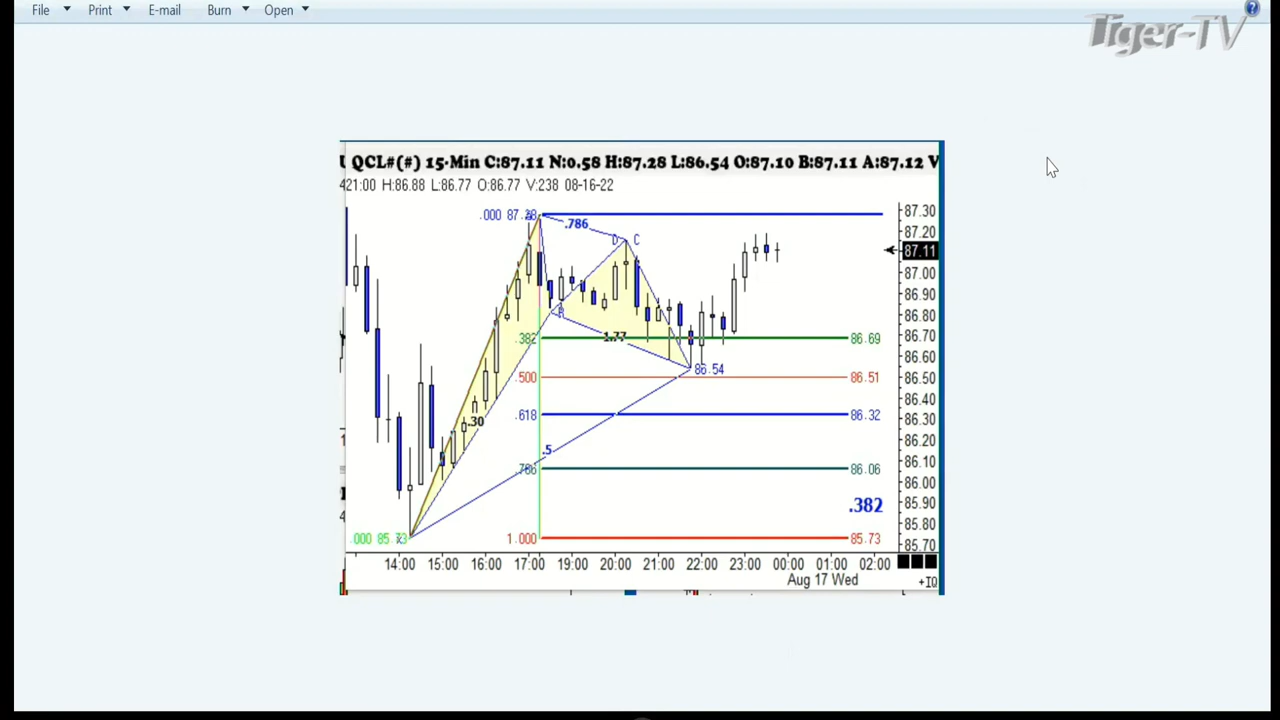 File Print E-mail Burn Open
Tiger-TV
QCL#(#) 15-Min C:87.11 N:0.58 H:87.28 L:86.54 O:87.10 B:87.11 A:87.12 V
421:00 H:86.88 L:86.77 O:86.77 V:238 08-16-22
.000 87.28
.786
D C
87.30
87.20
87.11
87.00
86.90
86.80
86.70
86.60
86.50
86.40
86.30
86.20
86.10
86.00
85.90
85.80
85.70
.382 1.77 86.69
86.54
.500 86.51
.618 86.32
.30
.5
.786 86.06
.382
.000 85.73 1.000 85.73
14:00 15:00 16:00 17:00 19:00 20:00 21:00 22:00 23:00 00:00 01:00 02:00
Aug 17 Wed
+IQ